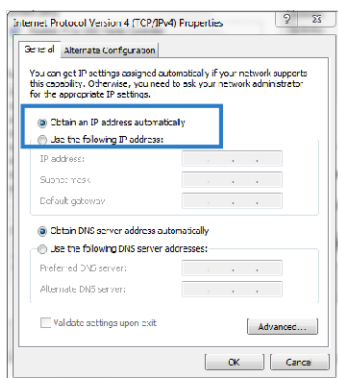 Internet Protocol Version 4 (TCP/IPv4) Properties
General Alternate Configuration
You can get IP settings assigned automatically if your network supports
this capability. Otherwise, you need to ask your network administrator
for the appropriate IP settings.
Obtain an IP address automatically
Use the following IP address:
IP address:
Subnet mask:
Default gateway:
Obtain DNS server address automatically
Use the following DNS server addresses:
Preferred DNS server:
Alternate DNS server:
Validate settings upon exit
Advanced...
OK Cancel